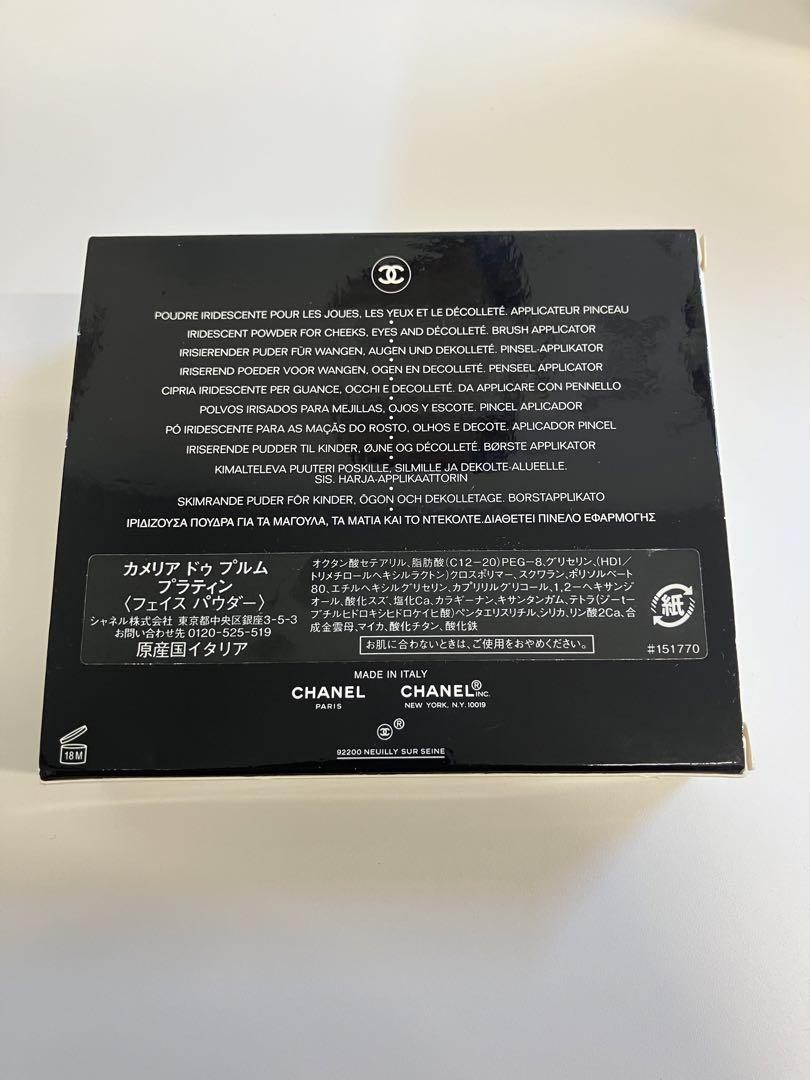 POUDRE IRIDESCENTE POUR LES JOUES, LES YEUX ET LE DÉCOLLETÉ. APPLICATEUR PINCEAU
IRIDESCENT POWDER FOR CHEEKS, EYES AND DÉCOLLETÉ. BRUSH APPLICATOR
IRISIERENDER PUDER FÜR WANGEN, AUGEN UND DEKOLLETÉ. PINSEL-APPLIKATOR
IRISEREND POEDER VOOR WANGEN, OGEN EN DECOLLETÉ. PENSEEL APPLICATOR
CIPRIA IRIDESCENTE PER GUANCE, OCCHI E DECOLLETÉ. DA APPLICARE CON PENNELLO
POLVOS IRISADOS PARA MEJILLAS, OJOS Y ESCOTE. PINCEL APLICADOR
PÓ IRIDESCENTE PARA AS MAÇÃS DO ROSTO, OLHOS E DECOTE. APLICADOR PINCEL
IRISERENDE PUDDER TIL KINDER, ØJNE OG DÉCOLLETÉ. BØRSTE APPLIKATOR
KIMALTELEVA PUUTERI POSKILLE, SILMILLE JA DEKOLTE-ALUEELLE.
SIS. HARJA-APPLIKAATTORIN
SKIMRANDE PUDER FÖR KINDER, ÖGON OCH DEKOLLETAGE. BORSTAPPLIKATO
ΙΡΙΔΙΖΟΥΣΑ ΠΟΥΔΡΑ ΓΙΑ ΤΑ ΜΑΓΟΥΛΑ, ΤΑ ΜΑΤΙΑ ΚΑΙ ΤΟ ΝΤΕΚΟΛΤΕ.ΔΙΑΘΕΤΕΙ ΠΙΝΕΛΟ ΕΦΑΡΜΟΓΗΣ
カメリア ドゥ プルム
プラティン
〈フェイス パウダー〉
シャネル株式会社 東京都中央区銀座3-5-3
お問い合わせ先 0120-525-519
原産国イタリア
オクタン酸セテアリル、脂肪酸(C12-20)PEG-8、グリセリン、(HDI/
トリメチロールヘキシルラクトン)クロスポリマー、スクワラン、ポリソルベート
80、エチルヘキシルグリセリン、カプリリルグリコール、1,2-ヘキサンジ
オール、酸化スズ、塩化Ca、カラギーナン、キサンタンガム、テトラ(ジ-t-
ブチルヒドロキシヒドロケイヒ酸)ペンタエリスリチル、シリカ、リン酸2Ca、合
成金雲母、マイカ、酸化チタン、酸化鉄
お肌に合わないときは、ご使用をおやめください。
紙
#151770
MADE IN ITALY
CHANEL
PARIS
CHANEL® INC.
NEW YORK, N.Y. 10019
®
92200 NEUILLY SUR SEINE
18 M